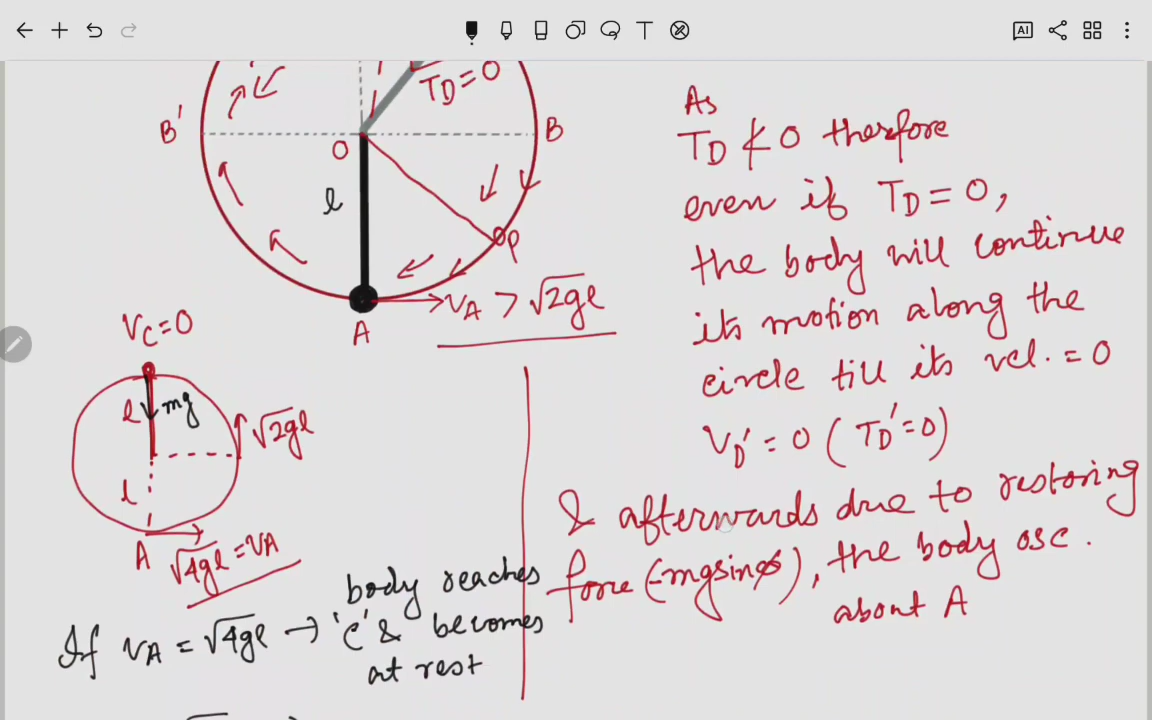 AI
T
T_D = 0
B'
B
O
l
P
V_A > √2gl
A
V_C = 0
l
mg
√2gl
l
A
√4gl = V_A
If V_A = √4gl → body reaches
'C' & becomes
at rest
As
T_D ≮ 0 therefore
even if T_D = 0,
the body will continue
its motion along the
circle till its vel. = 0
V_D' = 0 ( T_D' = 0)
& afterwards due to restoring
force (-mgsinϕ), the body osc.
about A